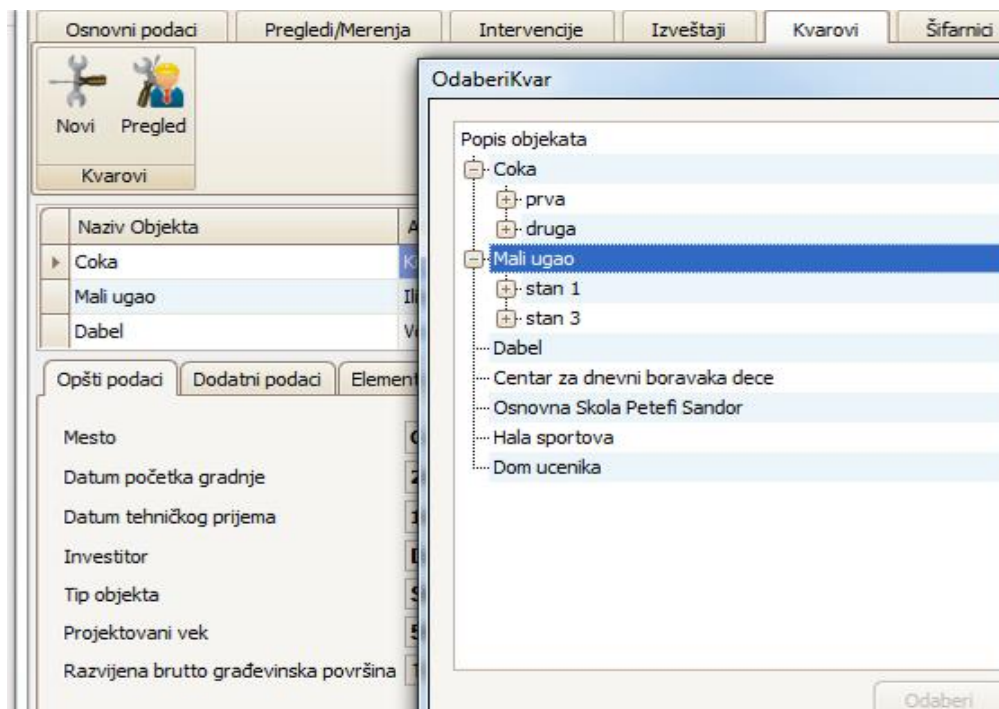 Osnovni podaci Pregledi/Merenja Intervencije Izveštaji Kvarovi Šifarnici
Novi Pregled
Kvarovi
Naziv Objekta
Coka
Mali ugao
Dabel
Opšti podaci Dodatni podaci
Mesto
Datum početka gradnje
Datum tehničkog prijema
Investitor
Tip objekta
Projektovani vek
Razvijena brutto građevinska površina
OdaberiKvar
Popis objekata
Coka
prva
druga
Mali ugao
stan 1
stan 3
Dabel
Centar za dnevni boravaka dece
Osnovna Skola Petefi Sandor
Hala sportova
Dom ucenika
Odaberi